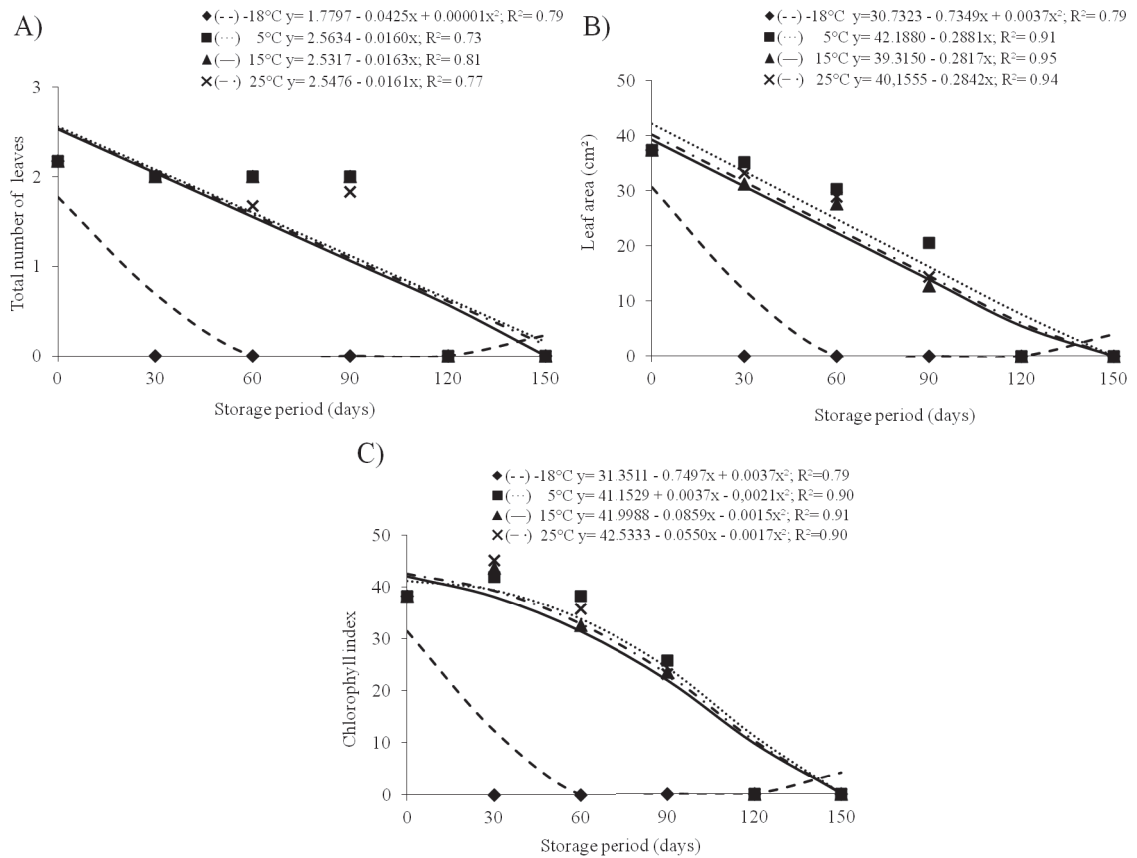 A)
(- -) -18°C y= 1.7797 - 0.0425x + 0.00001x²; R²= 0.79
(···) 5°C y= 2.5634 - 0.0160x; R²= 0.73
(—) 15°C y= 2.5317 - 0.0163x; R²= 0.81
(– ·) 25°C y= 2.5476 - 0.0161x; R²= 0.77
Total number of leaves
3
2
1
0
0 30 60 90 120 150
Storage period (days)
B)
(- -) -18°C y= 30.7323 - 0.7349x + 0.0037x²; R²= 0.79
(···) 5°C y= 42.1880 - 0.2881x; R²= 0.91
(—) 15°C y= 39.3150 - 0.2817x; R²= 0.95
(– ·) 25°C y= 40,1555 - 0.2842x; R²= 0.94
Leaf area (cm²)
50
40
30
20
10
0
0 30 60 90 120 150
Storage period (days)
C)
(- -) -18°C y= 31.3511 - 0.7497x + 0.0037x²; R²=0.79
(···) 5°C y= 41.1529 + 0.0037x - 0,0021x²; R²= 0.90
(—) 15°C y= 41.9988 - 0.0859x - 0.0015x²; R²= 0.91
(– ·) 25°C y= 42.5333 - 0.0550x - 0.0017x²; R²= 0.90
Chlorophyll index
50
40
30
20
10
0
0 30 60 90 120 150
Storage period (days)